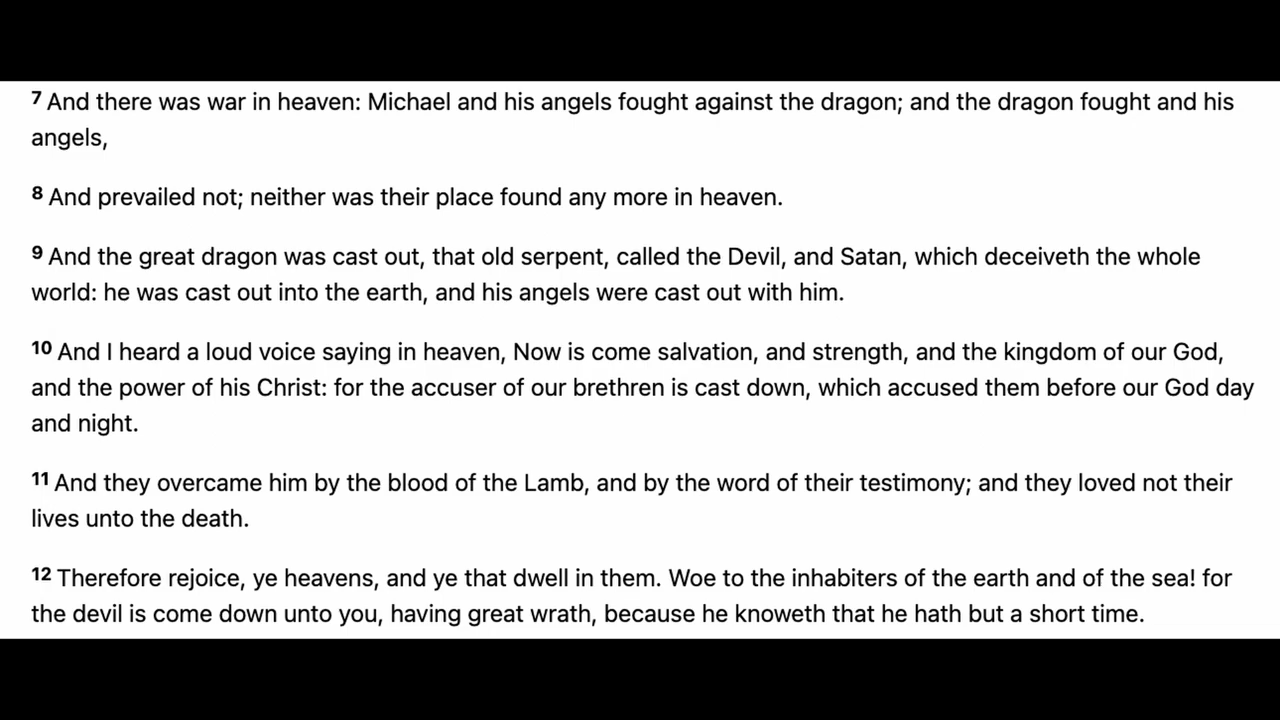 7 And there was war in heaven: Michael and his angels fought against the dragon; and the dragon fought and his
angels,
8 And prevailed not; neither was their place found any more in heaven.
9 And the great dragon was cast out, that old serpent, called the Devil, and Satan, which deceiveth the whole
world: he was cast out into the earth, and his angels were cast out with him.
10 And I heard a loud voice saying in heaven, Now is come salvation, and strength, and the kingdom of our God,
and the power of his Christ: for the accuser of our brethren is cast down, which accused them before our God day
and night.
11 And they overcame him by the blood of the Lamb, and by the word of their testimony; and they loved not their
lives unto the death.
12 Therefore rejoice, ye heavens, and ye that dwell in them. Woe to the inhabiters of the earth and of the sea! for
the devil is come down unto you, having great wrath, because he knoweth that he hath but a short time.